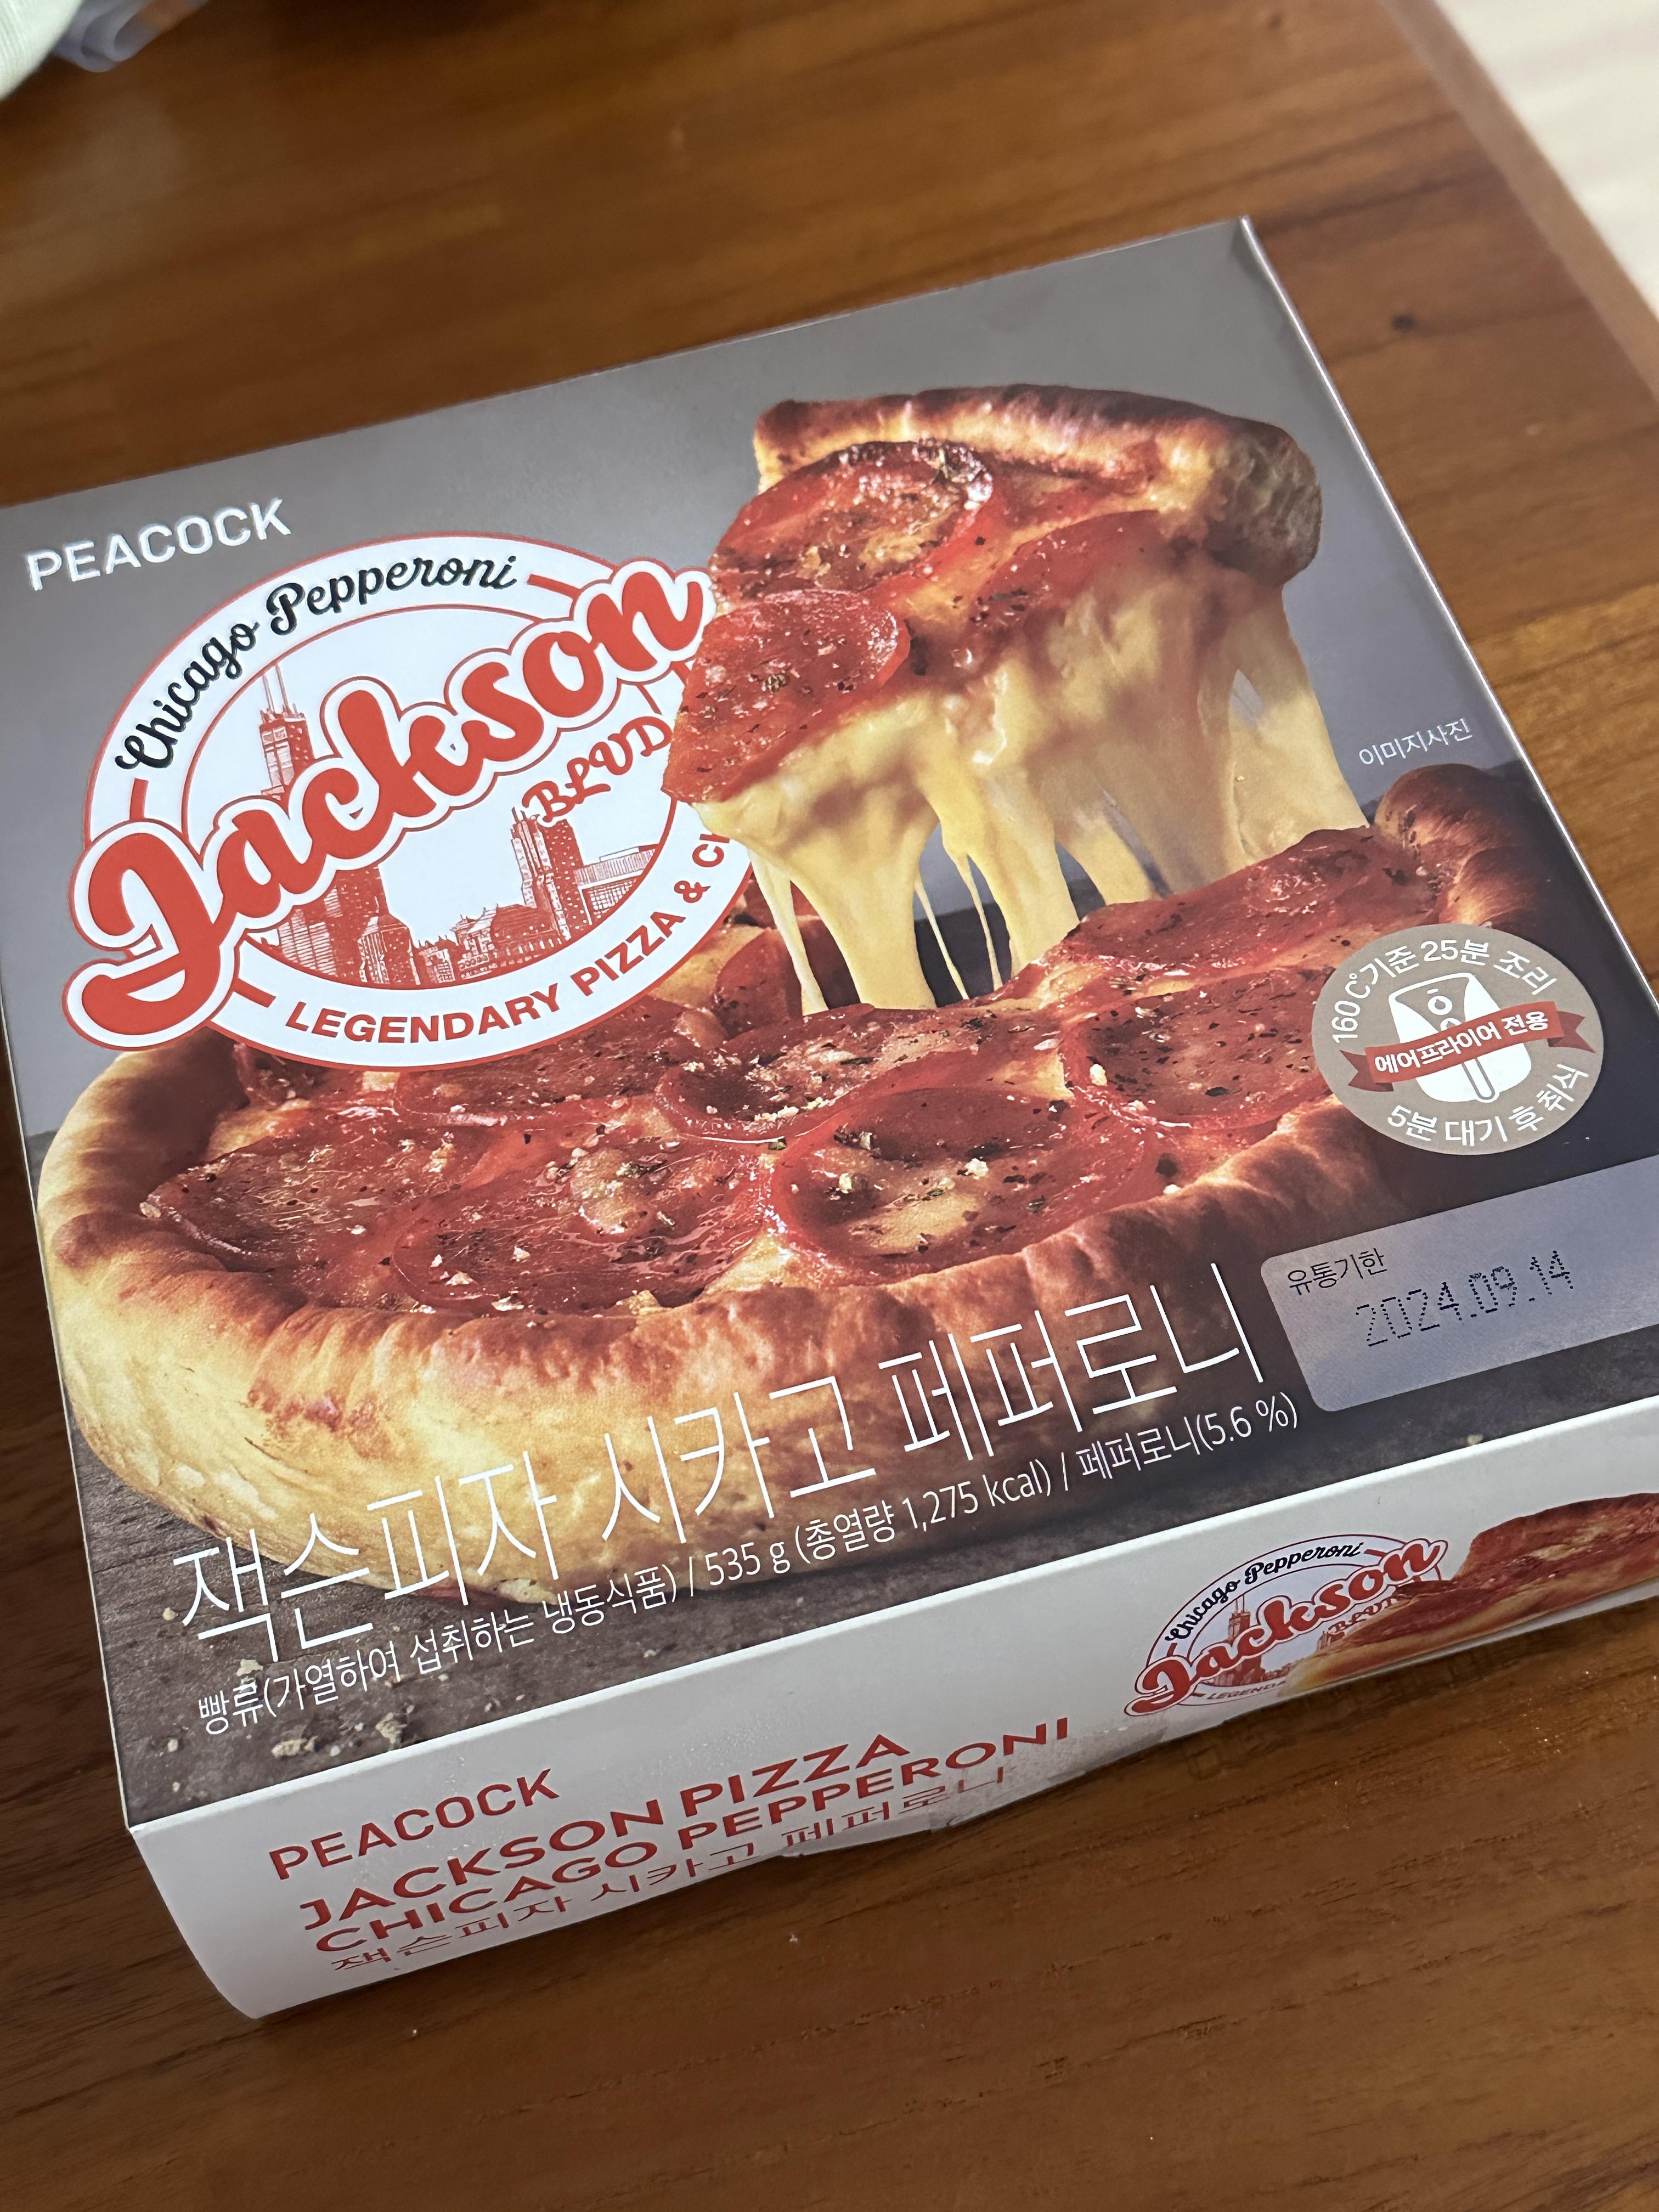 PEACOCK
Chicago Pepperoni
Jackson
BLVD
LEGENDARY PIZZA &
이미지사진
160℃기준 25분 조리
에어프라이어 전용
5분 대기 후 취식
유통기한
2024.09.14
잭슨피자 시카고 페퍼로니
빵류(가열하여 섭취하는 냉동식품) / 535 g (총열량 1,275 kcal) / 페퍼로니(5.6 %)
Chicago Pepperoni
Jackson
BLVD
PEACOCK
JACKSON PIZZA
CHICAGO PEPPERONI
잭슨피자 시카고 페퍼로니